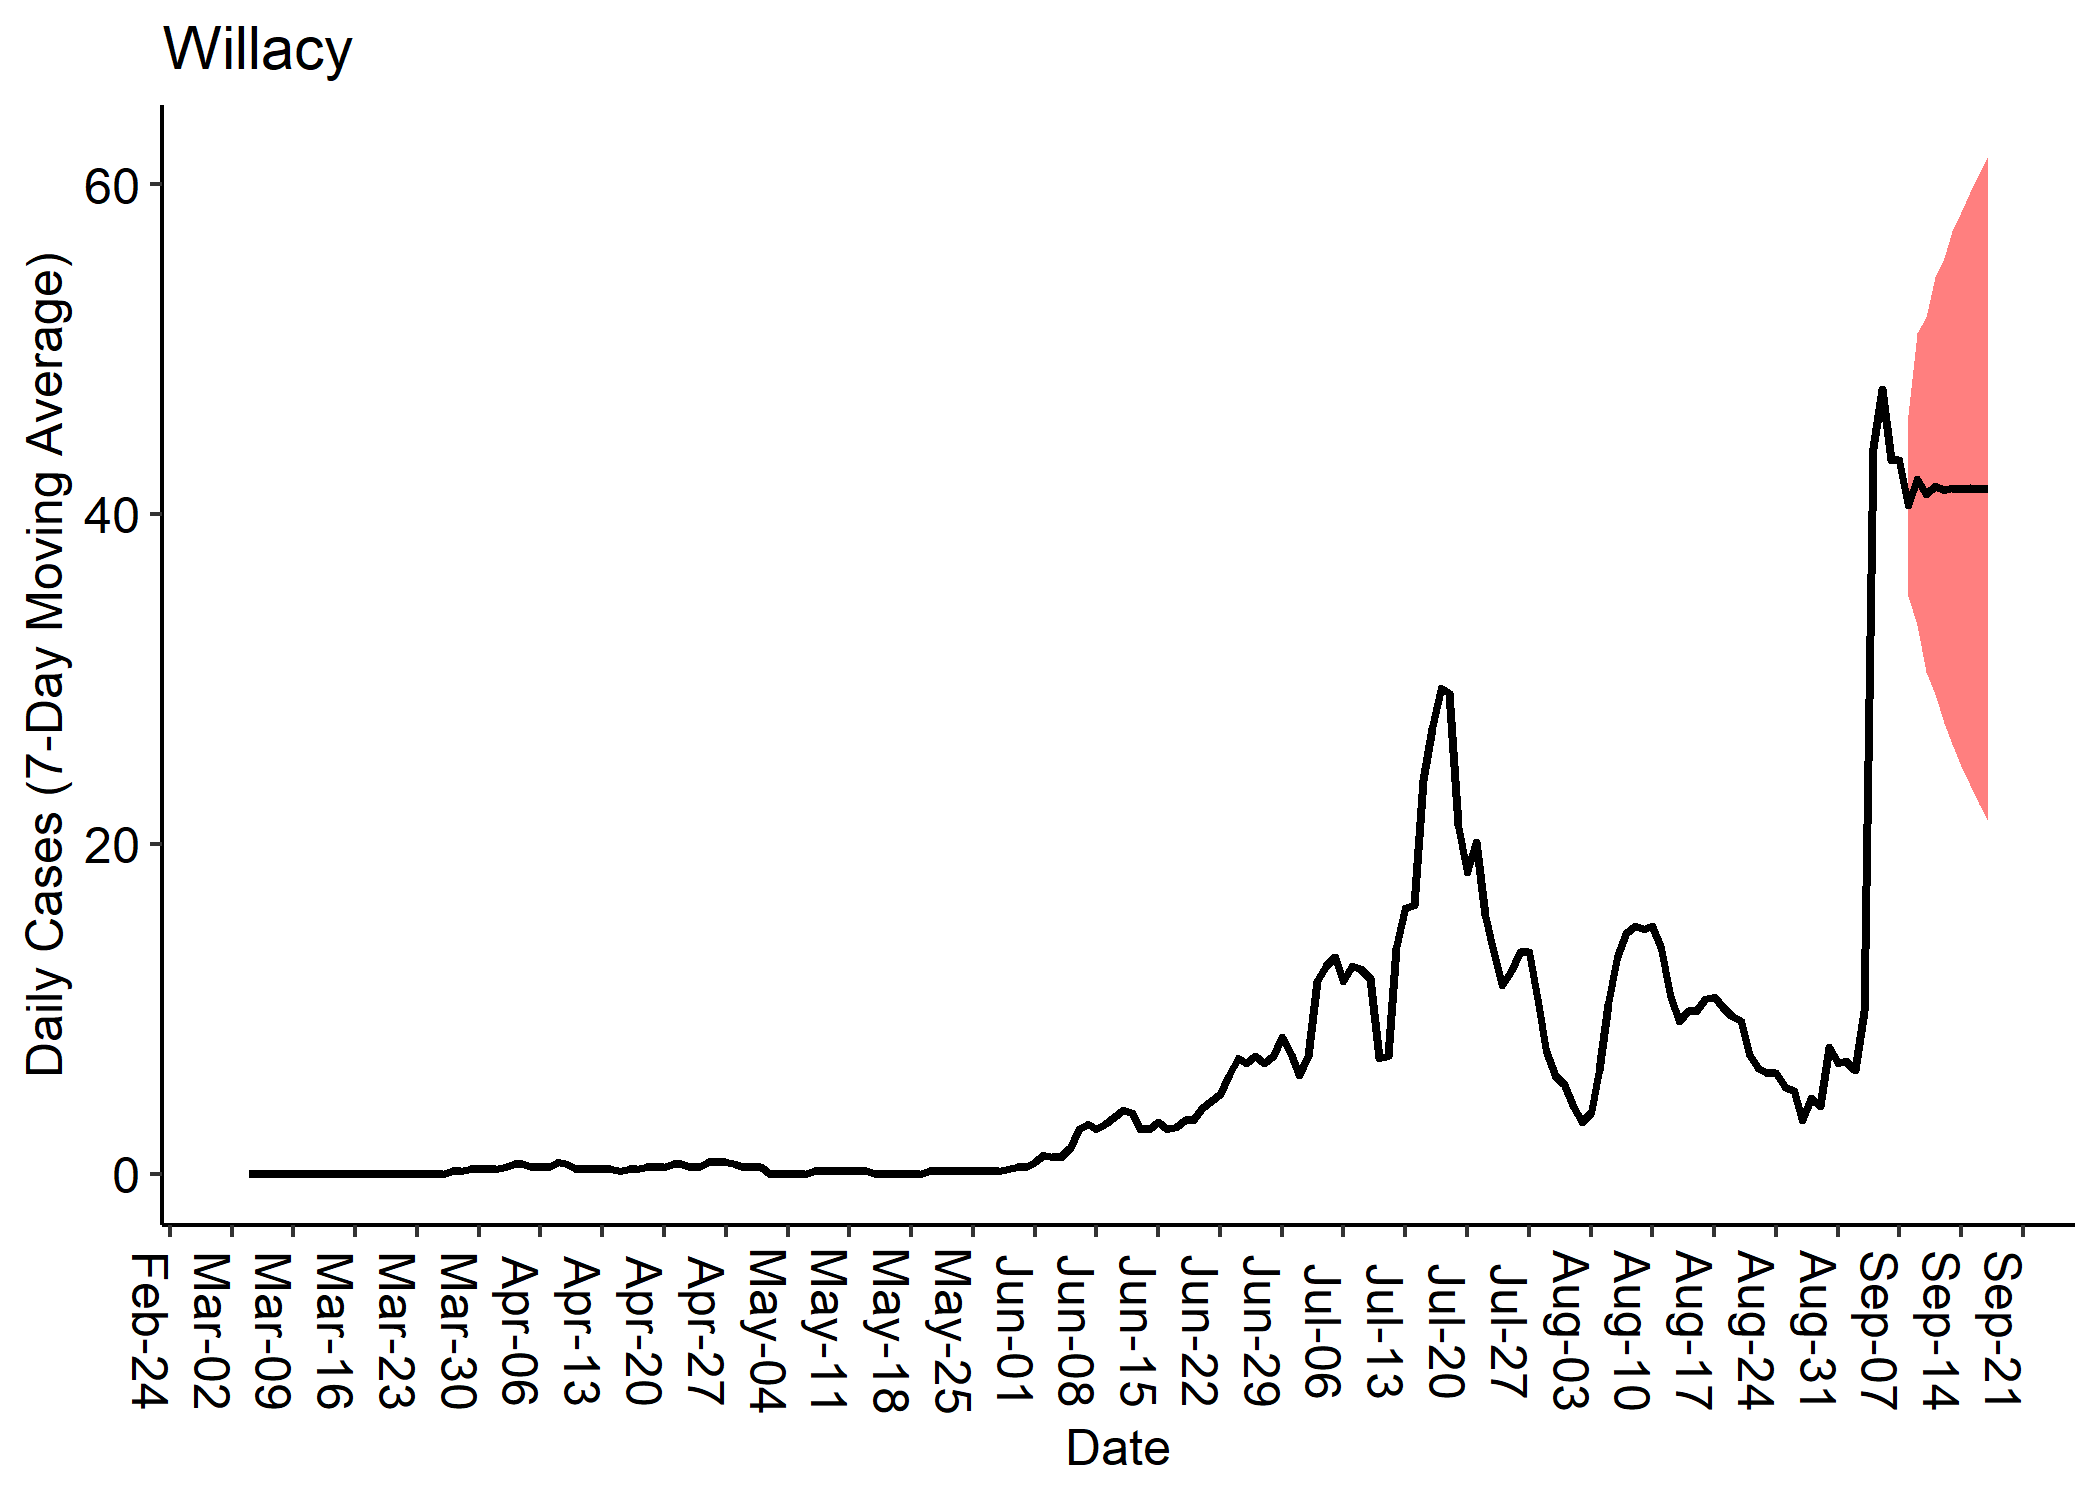 Willacy
Daily Cases (7-Day Moving Average)
60
40
20
0
Feb-24
Mar-02
Mar-09
Mar-16
Mar-23
Mar-30
Apr-06
Apr-13
Apr-20
Apr-27
May-04
May-11
May-18
May-25
Jun-01
Jun-08
Jun-15
Jun-22
Jun-29
Jul-06
Jul-13
Jul-20
Jul-27
Aug-03
Aug-10
Aug-17
Aug-24
Aug-31
Sep-07
Sep-14
Sep-21
Date